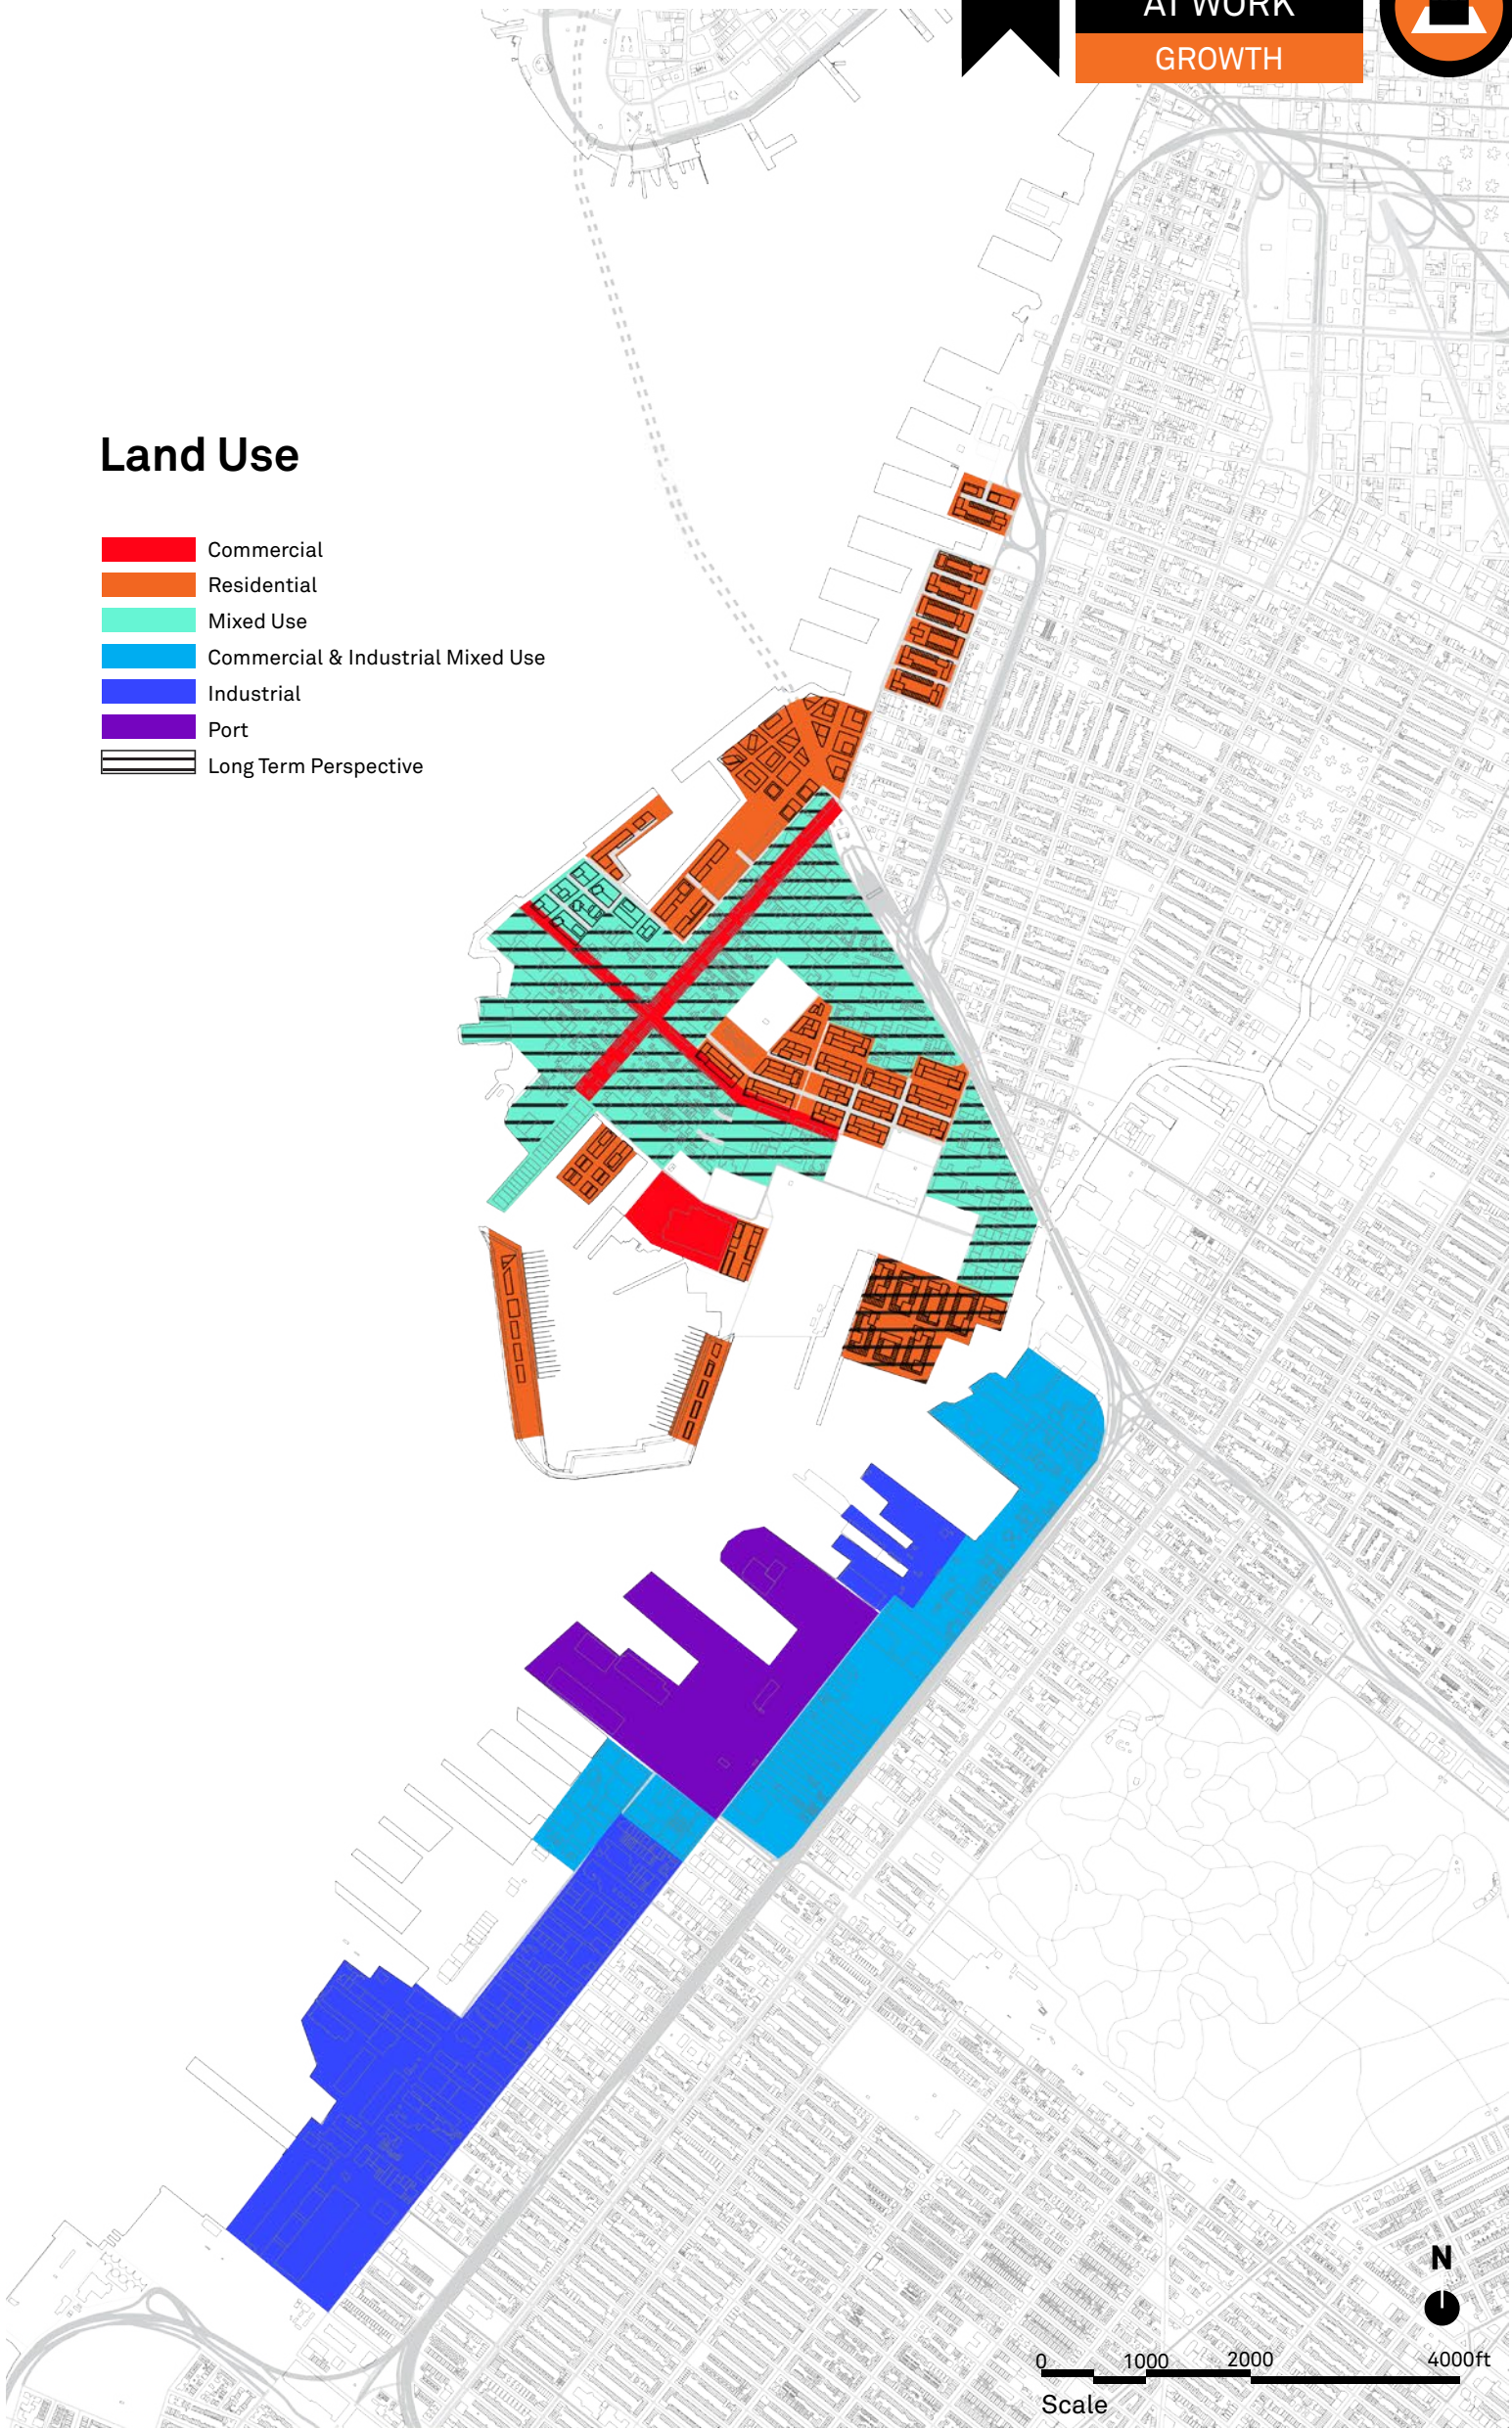 AT WORK
GROWTH
Land Use
Commercial
Residential
Mixed Use
Commercial & Industrial Mixed Use
Industrial
Port
Long Term Perspective
N
0 1000 2000 4000ft
Scale